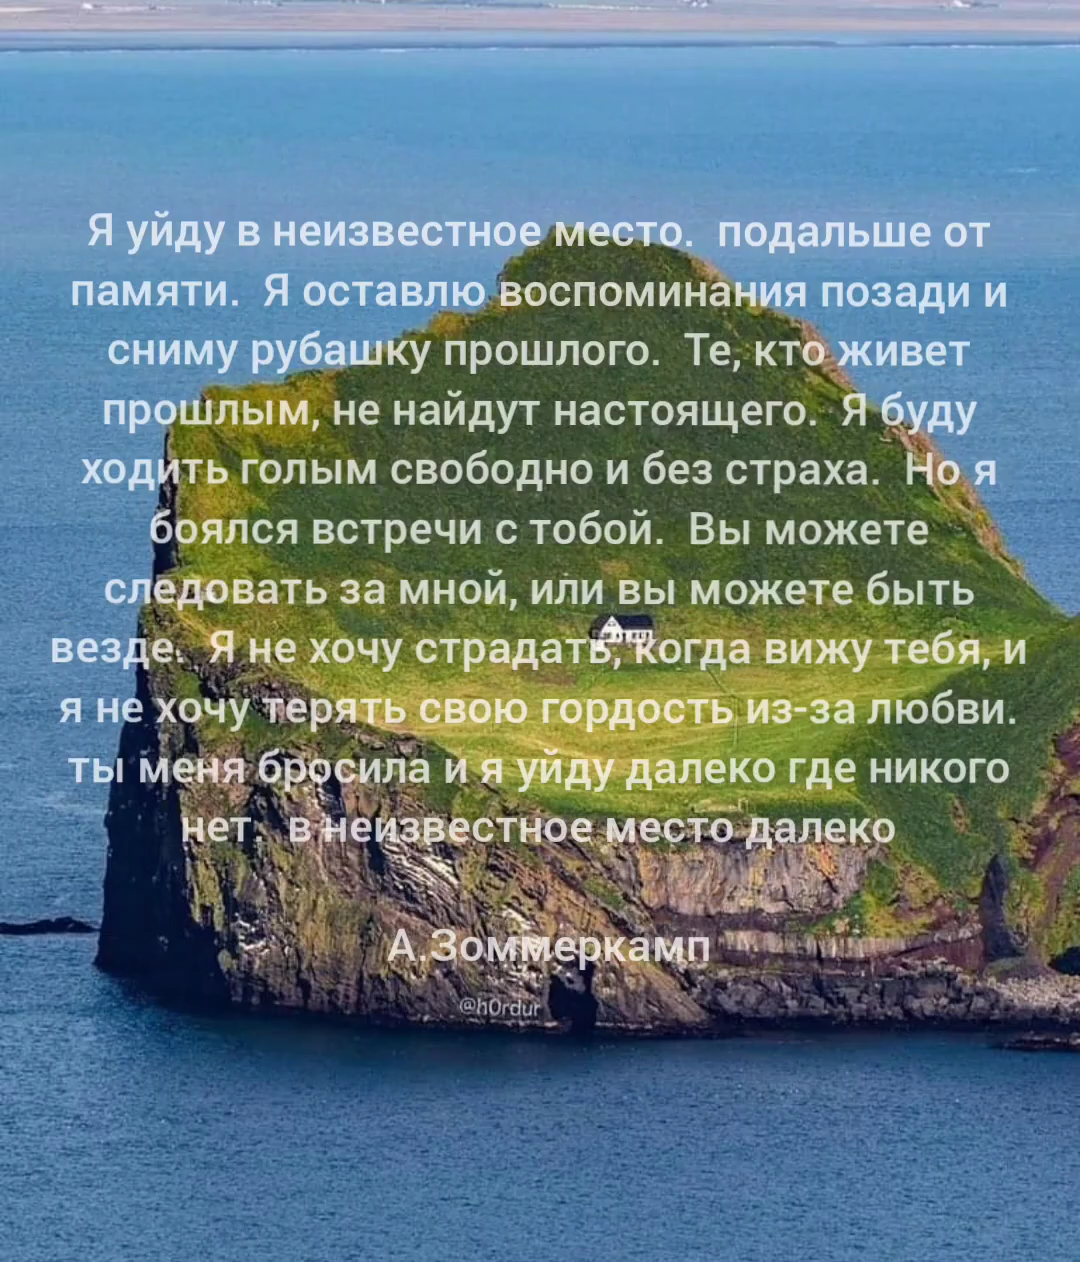 Я уйду в неизвестное место.  подальше от
памяти.  Я оставлю воспоминания позади и
сниму рубашку прошлого.  Те, кто живет
прошлым, не найдут настоящего.  Я буду
ходить голым свободно и без страха.  Но я
боялся встречи с тобой.  Вы можете
следовать за мной, или вы можете быть
везде.  Я не хочу страдать, когда вижу тебя, и
я не хочу терять свою гордость из-за любви.
ты меня бросила и я уйду далеко где никого
нет.  в неизвестное место далеко
А.Зоммеркамп
@h0rdur